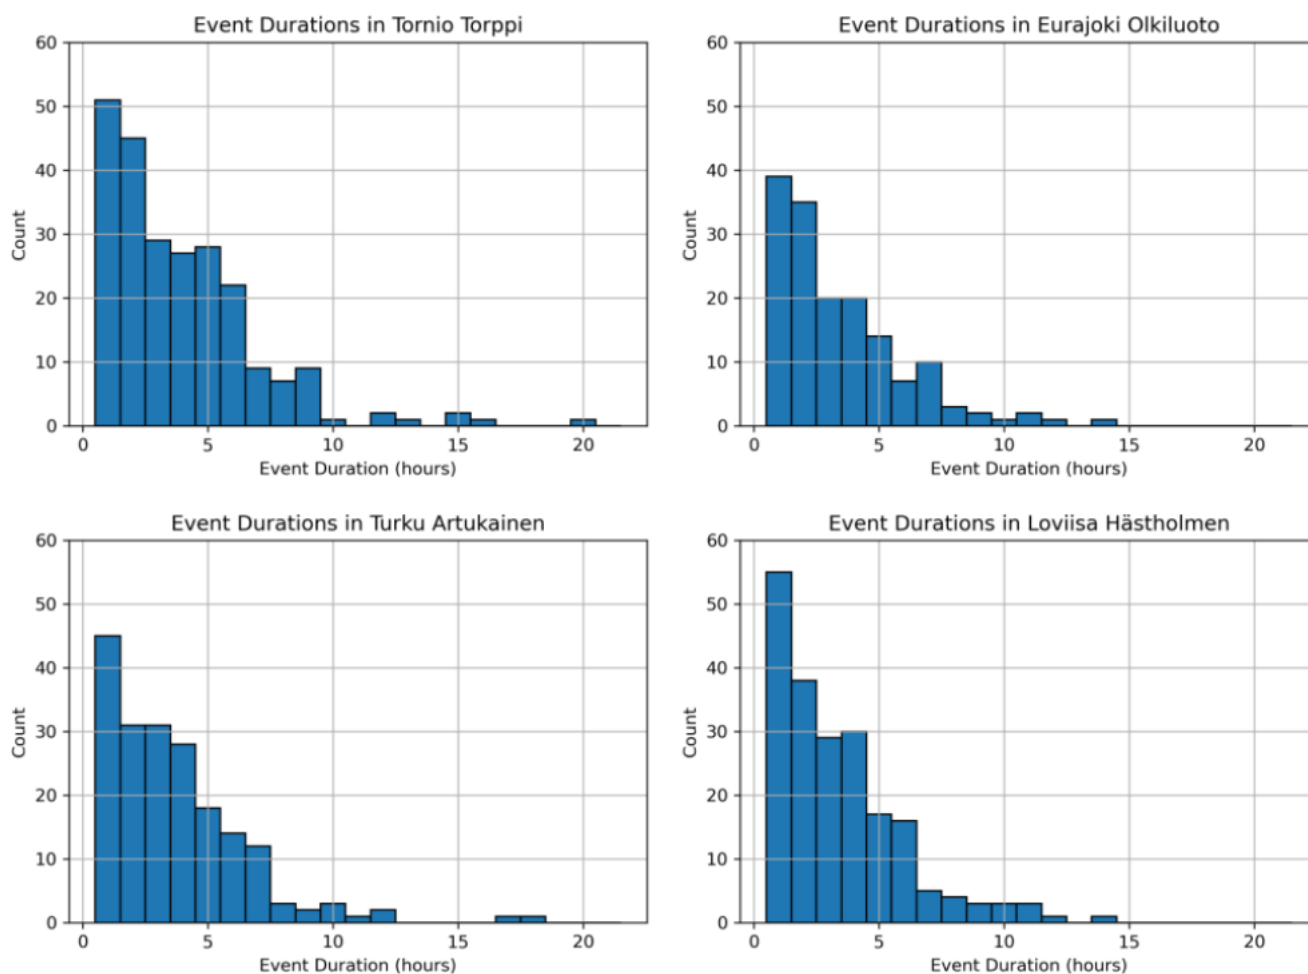 Event Durations in Tornio Torppi
60
50
40
30
20
10
0
Count
0 5 10 15 20
Event Duration (hours)
Event Durations in Eurajoki Olkiluoto
60
50
40
30
20
10
0
Count
0 5 10 15 20
Event Duration (hours)
Event Durations in Turku Artukainen
60
50
40
30
20
10
0
Count
0 5 10 15 20
Event Duration (hours)
Event Durations in Loviisa Hästholmen
60
50
40
30
20
10
0
Count
0 5 10 15 20
Event Duration (hours)